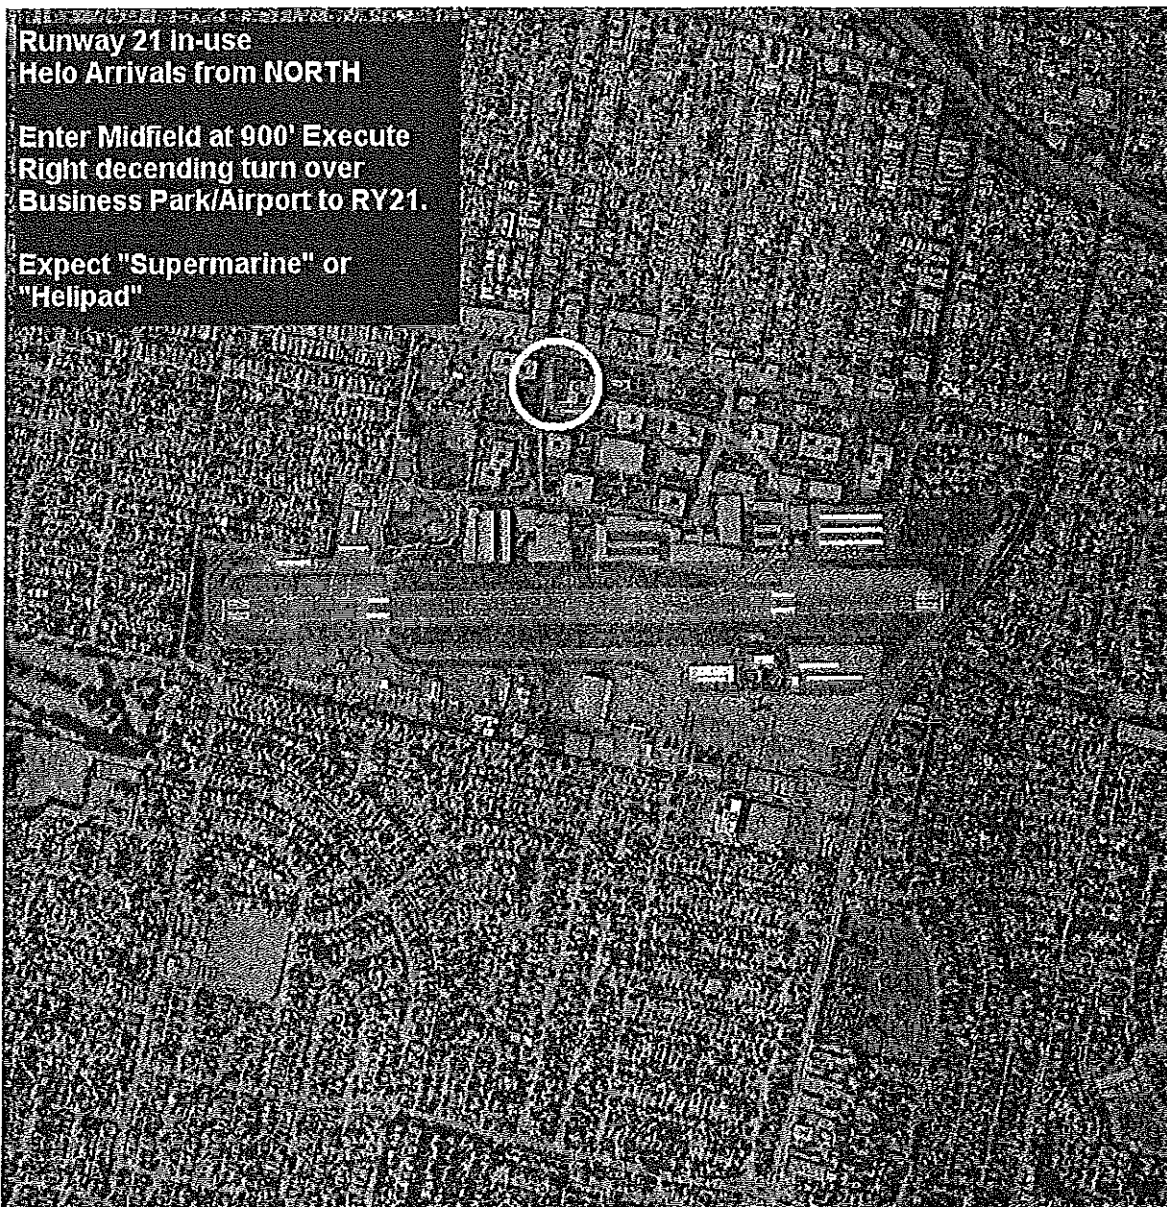 Runway 21 in-use
Helo Arrivals from NORTH
Enter Midfield at 900' Execute
Right decending turn over
Business Park/Airport to RY21.
Expect "Supermarine" or
"Helipad"